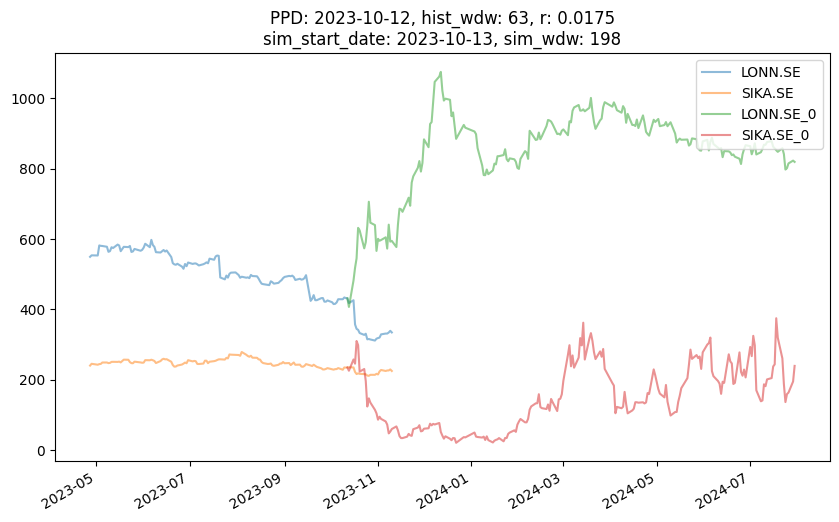 PPD: 2023-10-12, hist_wdw: 63, r: 0.0175
sim_start_date: 2023-10-13, sim_wdw: 198
LONN.SE
SIKA.SE
LONN.SE_0
SIKA.SE_0
1000
800
600
400
200
0
2023-05
2023-07
2023-09
2023-11
2024-01
2024-03
2024-05
2024-07